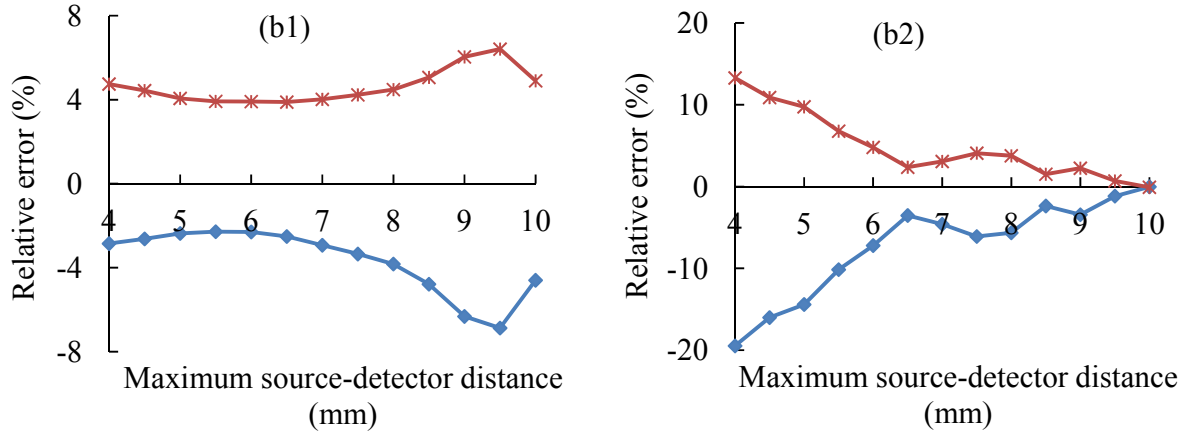 (b1)
Relative error (%)
8
4
0
-4
-8
4 5 6 7 8 9 10
Maximum source-detector distance
(mm)
(b2)
Relative error (%)
20
10
0
-10
-20
4 5 6 7 8 9 10
Maximum source-detector distance
(mm)